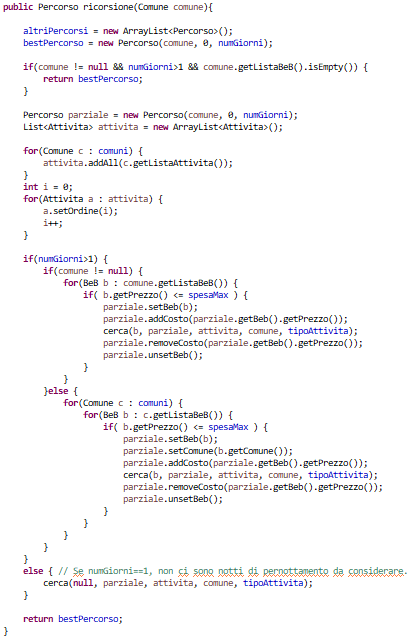 public Percorso ricorsione(Comune comune){
altriPercorsi = new ArrayList<Percorso>();
bestPercorso = new Percorso(comune, 0, numGiorni);
if(comune != null && numGiorni>1 && comune.getListaBeB().isEmpty()) {
return bestPercorso;
}
Percorso parziale = new Percorso(comune, 0, numGiorni);
List<Attivita> attivita = new ArrayList<Attivita>();
for(Comune c : comuni) {
attivita.addAll(c.getListaAttivita());
}
int i = 0;
for(Attivita a : attivita) {
a.setOrdine(i);
i++;
}
if(numGiorni>1) {
if(comune != null) {
for(BeB b : comune.getListaBeB()) {
if( b.getPrezzo() <= spesaMax ) {
parziale.setBeb(b);
parziale.addCosto(parziale.getBeb().getPrezzo());
cerca(b, parziale, attivita, comune, tipoAttivita);
parziale.removeCosto(parziale.getBeb().getPrezzo());
parziale.unsetBeb();
}
}
}else {
for(Comune c : comuni) {
for(BeB b : c.getListaBeB()) {
if( b.getPrezzo() <= spesaMax ) {
parziale.setBeb(b);
parziale.setComune(b.getComune());
parziale.addCosto(parziale.getBeb().getPrezzo());
cerca(b, parziale, attivita, comune, tipoAttivita);
parziale.removeCosto(parziale.getBeb().getPrezzo());
parziale.unsetBeb();
}
}
}
}
}
else { // Se numGiorni==1, non ci sono notti di pernottamento da considerare.
cerca(null, parziale, attivita, comune, tipoAttivita);
}
return bestPercorso;
}